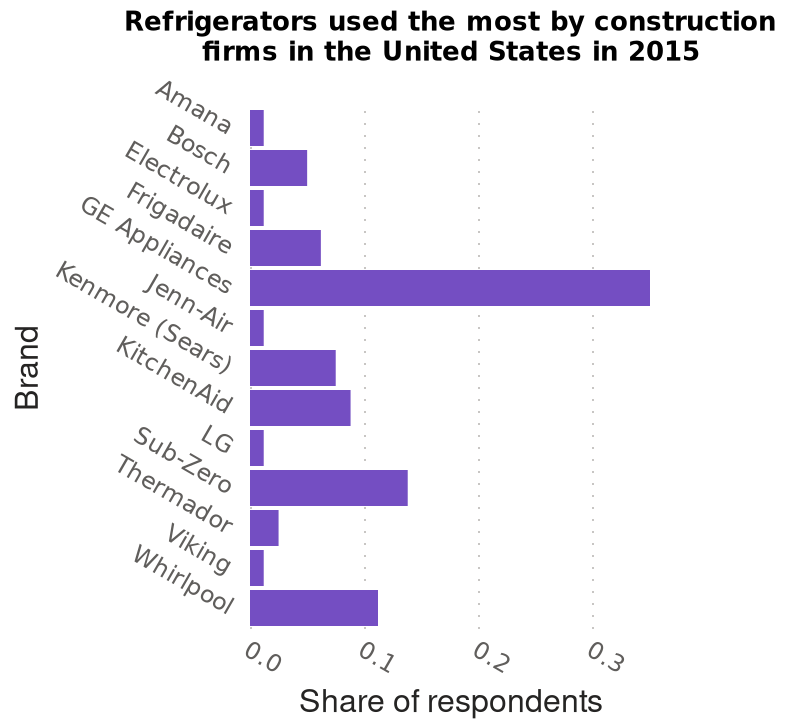 Refrigerators used the most by construction
firms in the United States in 2015
Amana
Bosch
Electrolux
Frigadaire
GE Appliances
Jenn-Air
Kenmore (Sears)
KitchenAid
LG
Sub-Zero
Thermador
Viking
Whirlpool
Brand
0.0
0.1
0.2
0.3
Share of respondents